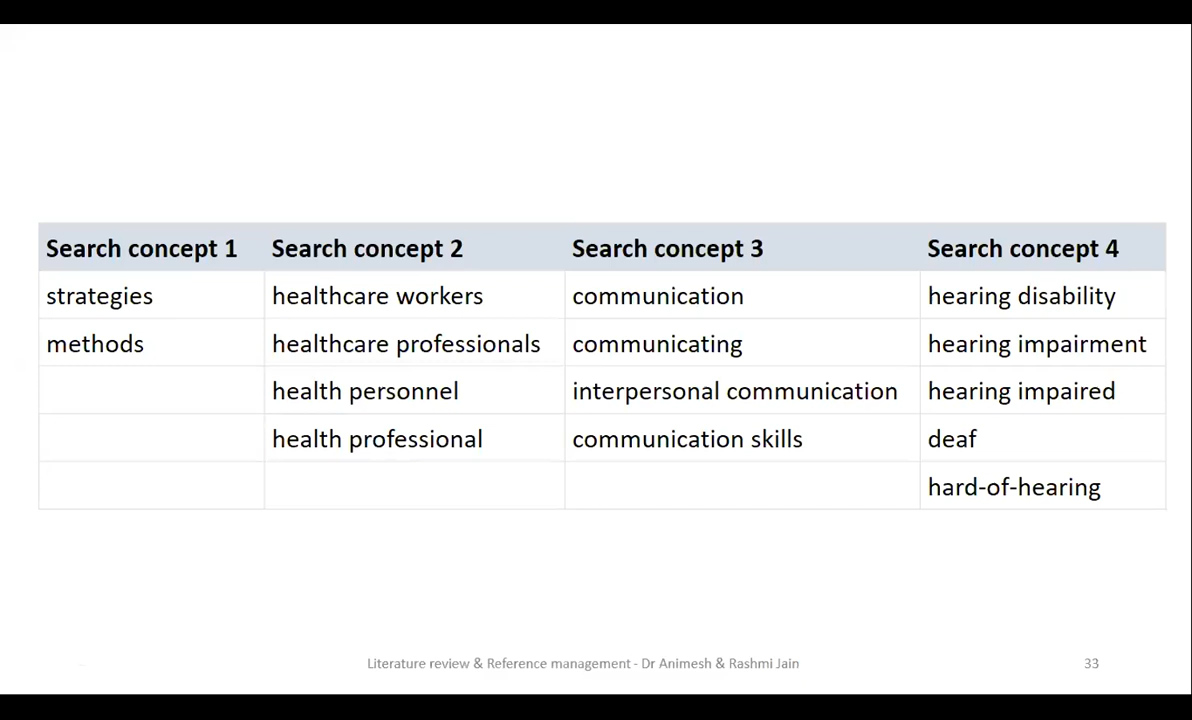 Search concept 1 Search concept 2 Search concept 3 Search concept 4
strategies healthcare workers communication hearing disability
methods healthcare professionals communicating hearing impairment
health personnel interpersonal communication hearing impaired
health professional communication skills deaf
hard-of-hearing
Literature review & Reference management - Dr Animesh & Rashmi Jain 33